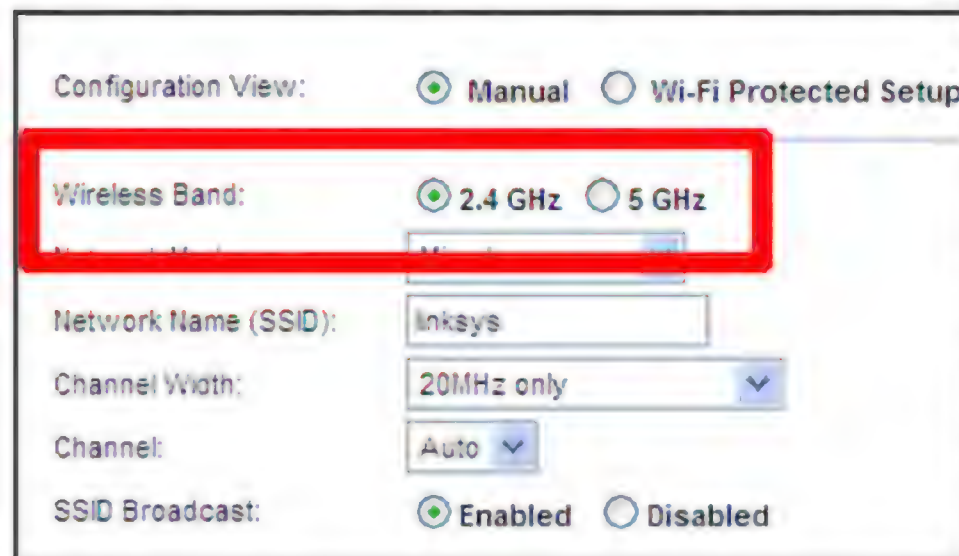 Configuration View: Manual Wi-Fi Protected Setup
Wireless Band: 2.4 GHz 5 GHz
Network Name (SSID): linksys
Channel Width: 20MHz only
Channel: Auto
SSID Broadcast: Enabled Disabled